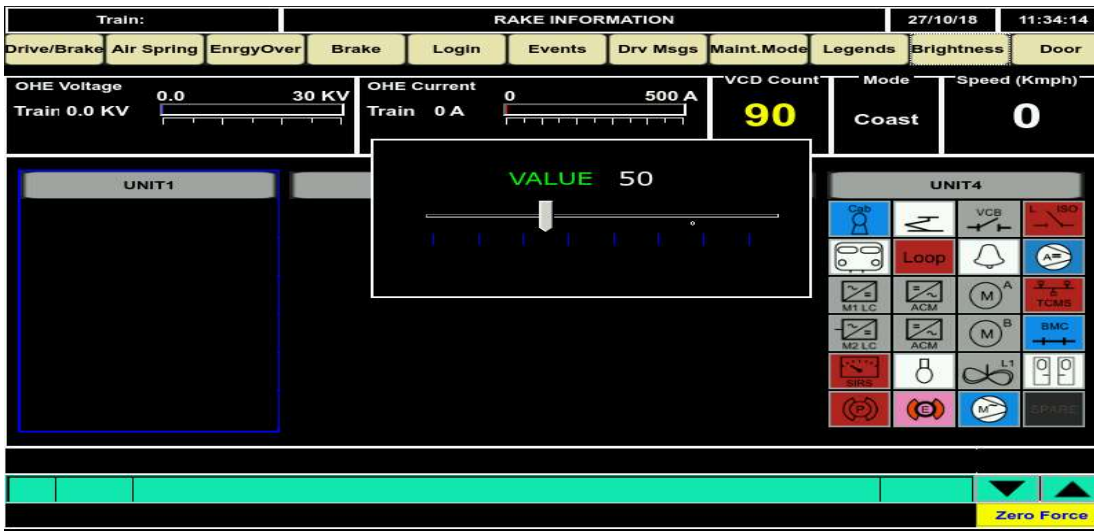 Train: RAKE INFORMATION 27/10/18 11:34:14
Drive/Brake Air Spring EnrgyOver Brake Login Events Drv Msgs Maint.Mode Legends Brightness Door
OHE Voltage OHE Current VCD Count Mode Speed (Kmph)
0.0 30 KV 0 500 A
Train 0.0 KV Train 0 A 90 Coast 0
VALUE 50
UNIT1 UNIT4
Cab VCB L ISO
Loop A=
M1 LC ACM M A TCMS
M2 LC ACM M B BMC
SIRS L1
P E M~ SPARE
Zero Force